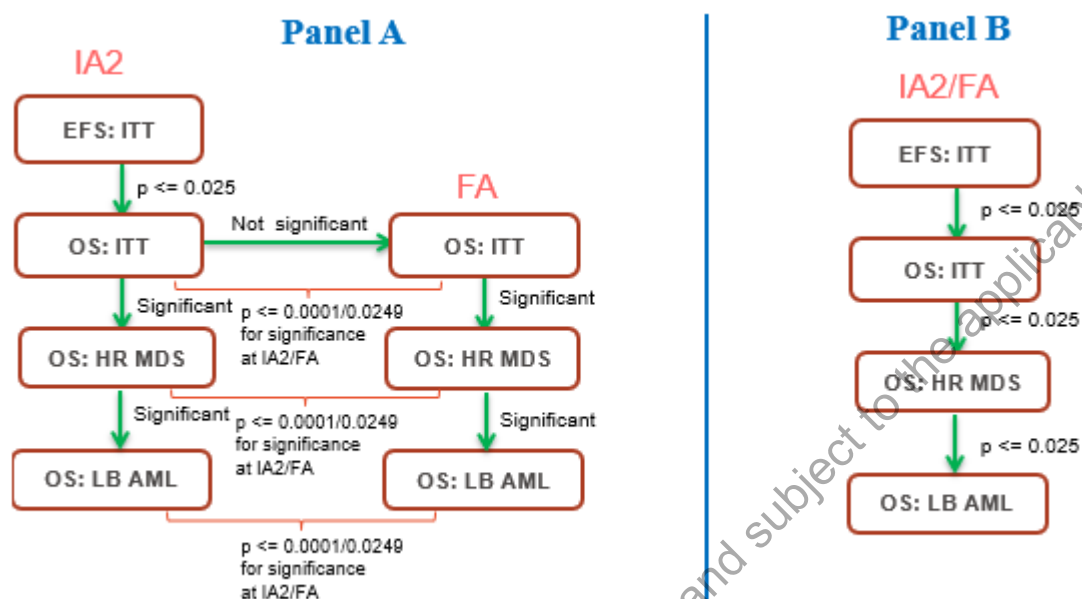 Panel A
IA2
EFS: ITT
p <= 0.025
FA
OS: ITT
Not significant
OS: ITT
Significant
p <= 0.0001/0.0249
for significance
at IA2/FA
Significant
OS: HR MDS
OS: HR MDS
Significant
p <= 0.0001/0.0249
for significance
at IA2/FA
Significant
OS: LB AML
OS: LB AML
p <= 0.0001/0.0249
for significance
at IA2/FA
Panel B
IA2/FA
EFS: ITT
p <= 0.025
OS: ITT
p <= 0.025
OS: HR MDS
p <= 0.025
OS: LB AML
and subject to the applicable